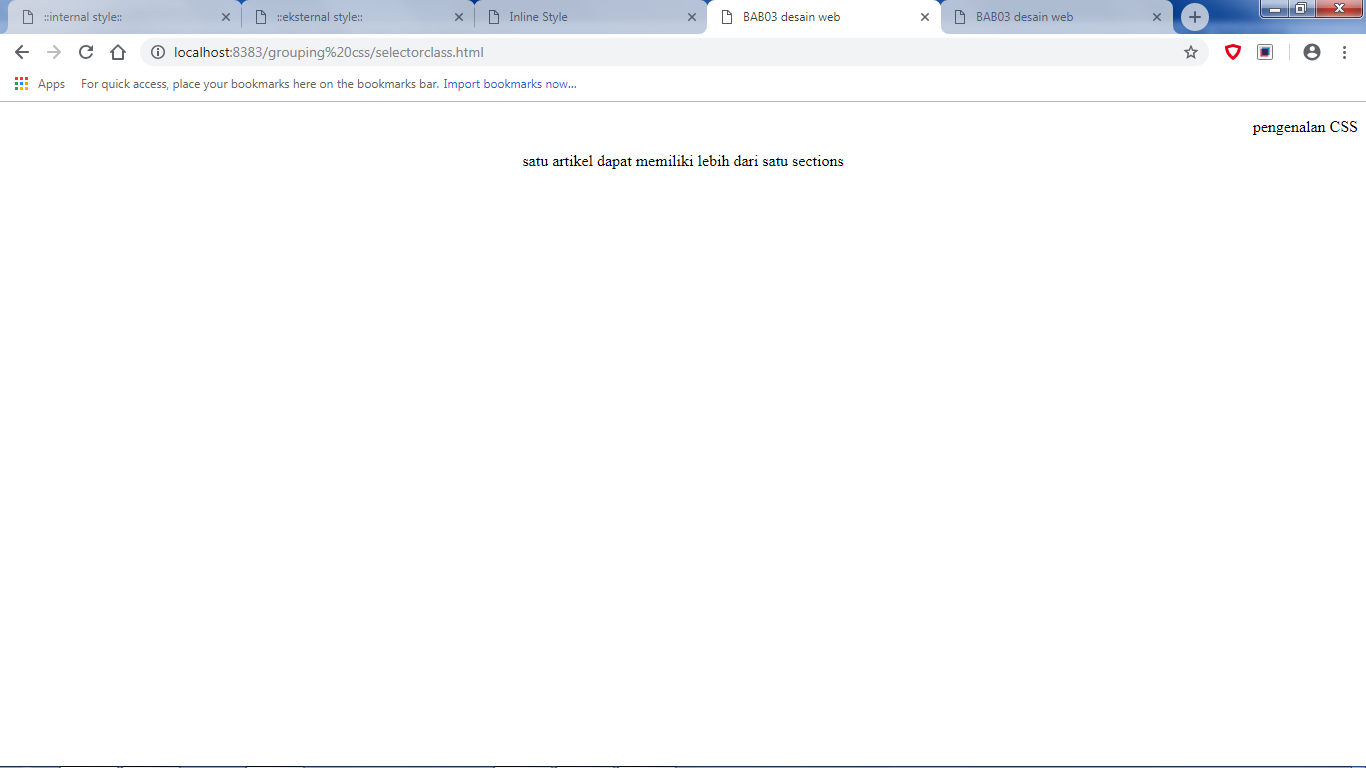 ::internal style::
::eksternal style::
Inline Style
BAB03 desain web
BAB03 desain web
localhost:8383/grouping%20css/selectorclass.html
Apps For quick access, place your bookmarks here on the bookmarks bar. Import bookmarks now...
pengenalan CSS
satu artikel dapat memiliki lebih dari satu sections